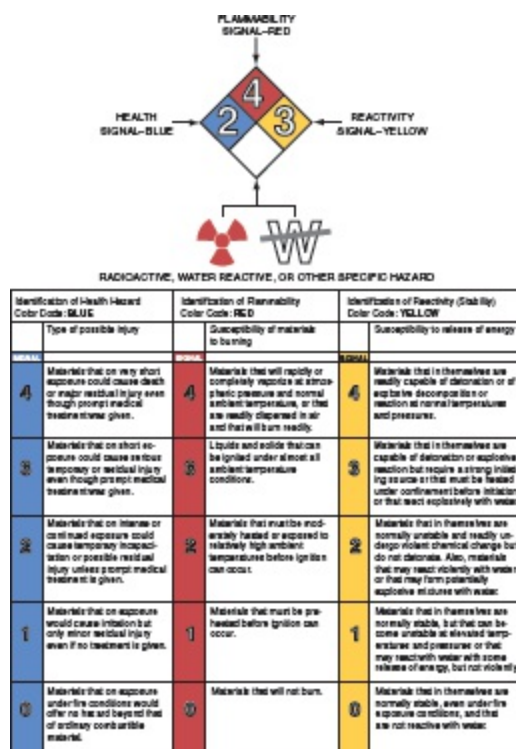 FLAMMABILITY
SIGNAL–RED
4
HEALTH
SIGNAL–BLUE
2
3
REACTIVITY
SIGNAL–YELLOW
W
RADIOACTIVE, WATER REACTIVE, OR OTHER SPECIFIC HAZARD
Identification of Health Hazard
Color Code: BLUE
Identification of Flammability
Color Code: RED
Identification of Reactivity (Stability)
Color Code: YELLOW
Type of possible injury
Susceptibility of materials
to burning
Susceptibility to release of energy
SIGNAL
SIGNAL
SIGNAL
4
Materials that on very short
exposure could cause death
or major residual injury even
though prompt medical
treatment was given.
4
Materials that will rapidly or
completely vaporize at atmos-
pheric pressure and normal
ambient temperature, or that
are readily dispersed in air
and that will burn readily.
4
Materials that in themselves are
readily capable of detonation or of
explosive decomposition or
reaction at normal temperatures
and pressures.
3
Materials that on short ex-
posure could cause serious
temporary or residual injury
even though prompt medical
treatment was given.
3
Liquids and solids that can
be ignited under almost all
ambient temperature
conditions.
3
Materials that in themselves are
capable of detonation or explosive
reaction but require a strong initiat-
ing source or that must be heated
under confinement before initiation
or that react explosively with water.
2
Materials that on intense or
continued exposure could
cause temporary incapaci-
tation or possible residual
injury unless prompt medical
treatment is given.
2
Materials that must be mod-
erately heated or exposed to
relatively high ambient
temperatures before ignition
can occur.
2
Materials that in themselves are
normally unstable and readily un-
dergo violent chemical change but
do not detonate. Also, materials
that may react violently with water
or that may form potentially
explosive mixtures with water.
1
Materials that on exposure
would cause irritation but
only minor residual injury
even if no treatment is given.
1
Materials that must be pre-
heated before ignition can
occur.
1
Materials that in themselves are
normally stable, but that can be-
come unstable at elevated temp-
eratures and pressures or that
may react with water with some
release of energy, but not violently.
0
Materials that on exposure
under fire conditions would
offer no hazard beyond that
of ordinary combustible
material.
0
Materials that will not burn.
0
Materials that in themselves are
normally stable, even under fire
exposure conditions, and that
are not reactive with water.